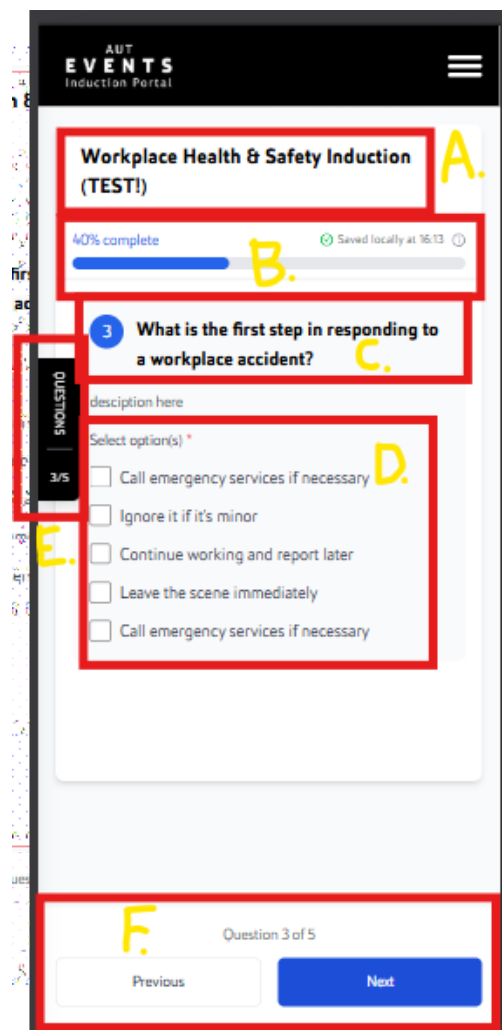 AUT
EVENTS
Induction Portal
Workplace Health & Safety Induction
(TEST!)
A.
40% complete
Saved locally at 16:13
B.
3
What is the first step in responding to
a workplace accident?
C.
QUESTIONS
3/5
E.
desciption here
Select option(s) *
D.
Call emergency services if necessary
Ignore it if it's minor
Continue working and report later
Leave the scene immediately
Call emergency services if necessary
F.
Question 3 of 5
Previous
Next